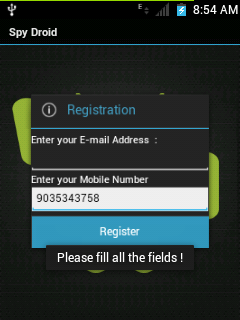 E
8:54 AM
Spy Droid
Registration
Enter your E-mail Address :
Enter your Mobile Number
9035343758
Register
Please fill all the fields !